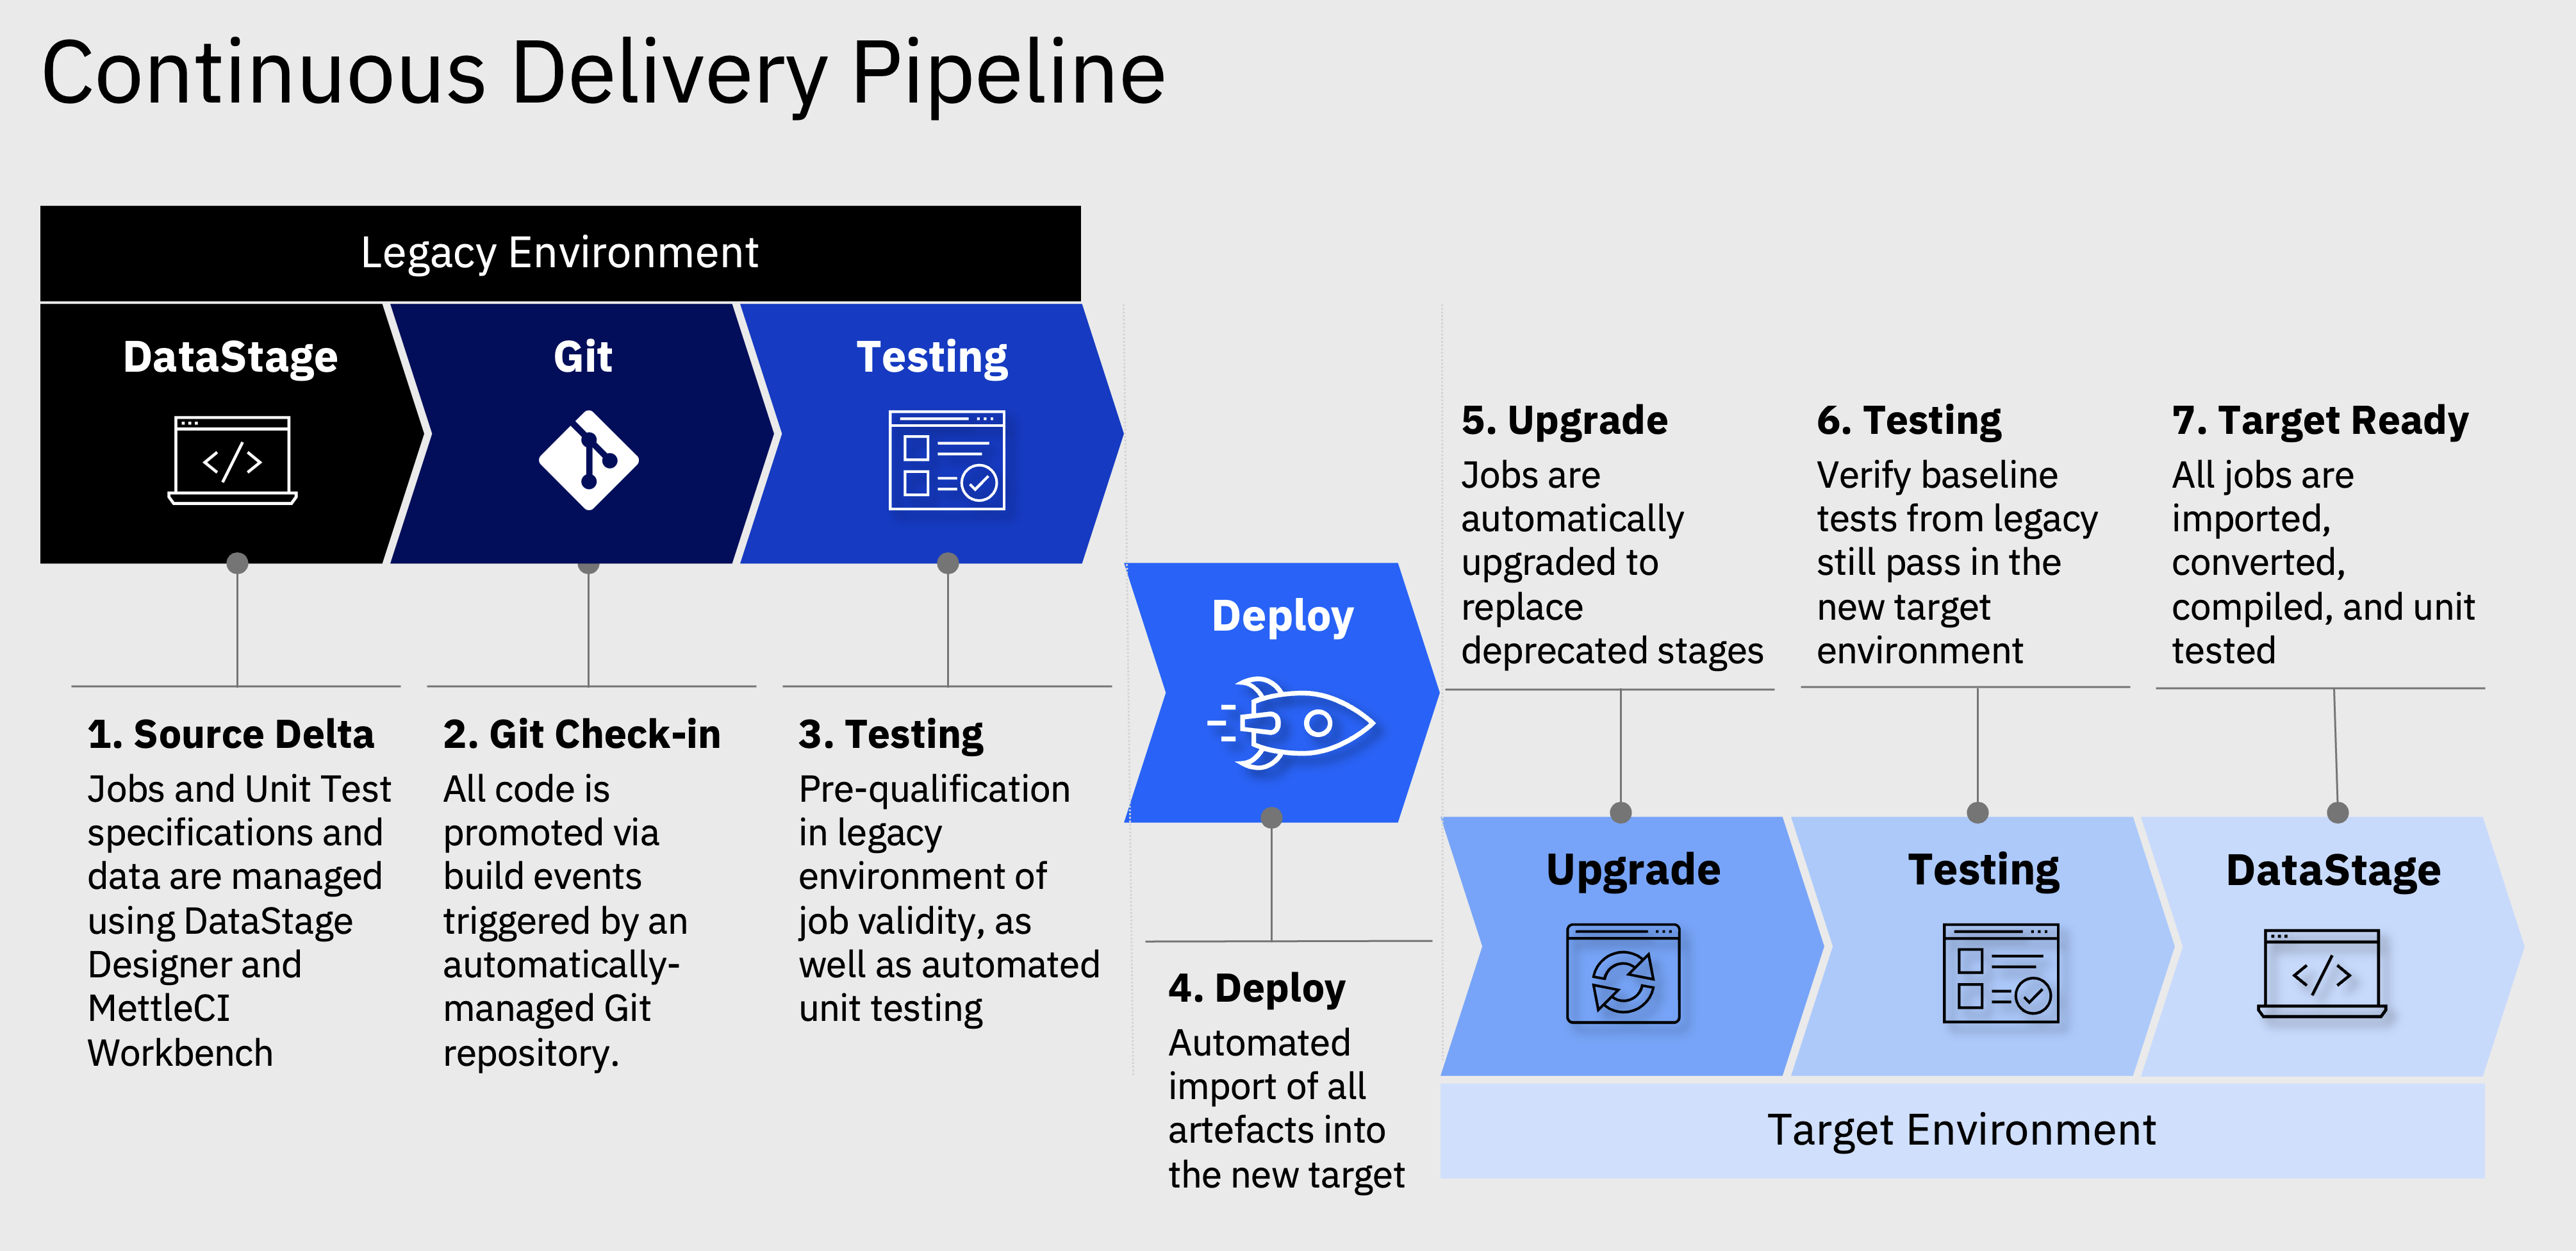 Continuous Delivery Pipeline
Legacy Environment
DataStage
Git
Testing
1. Source Delta
Jobs and Unit Test
specifications and
data are managed
using DataStage
Designer and
MettleCI
Workbench
2. Git Check-in
All code is
promoted via
build events
triggered by an
automatically-
managed Git
repository.
3. Testing
Pre-qualification
in legacy
environment of
job validity, as
well as automated
unit testing
Deploy
4. Deploy
Automated
import of all
artefacts into
the new target
5. Upgrade
Jobs are
automatically
upgraded to
replace
deprecated stages
6. Testing
Verify baseline
tests from legacy
still pass in the
new target
environment
7. Target Ready
All jobs are
imported,
converted,
compiled, and unit
tested
Upgrade
Testing
DataStage
Target Environment